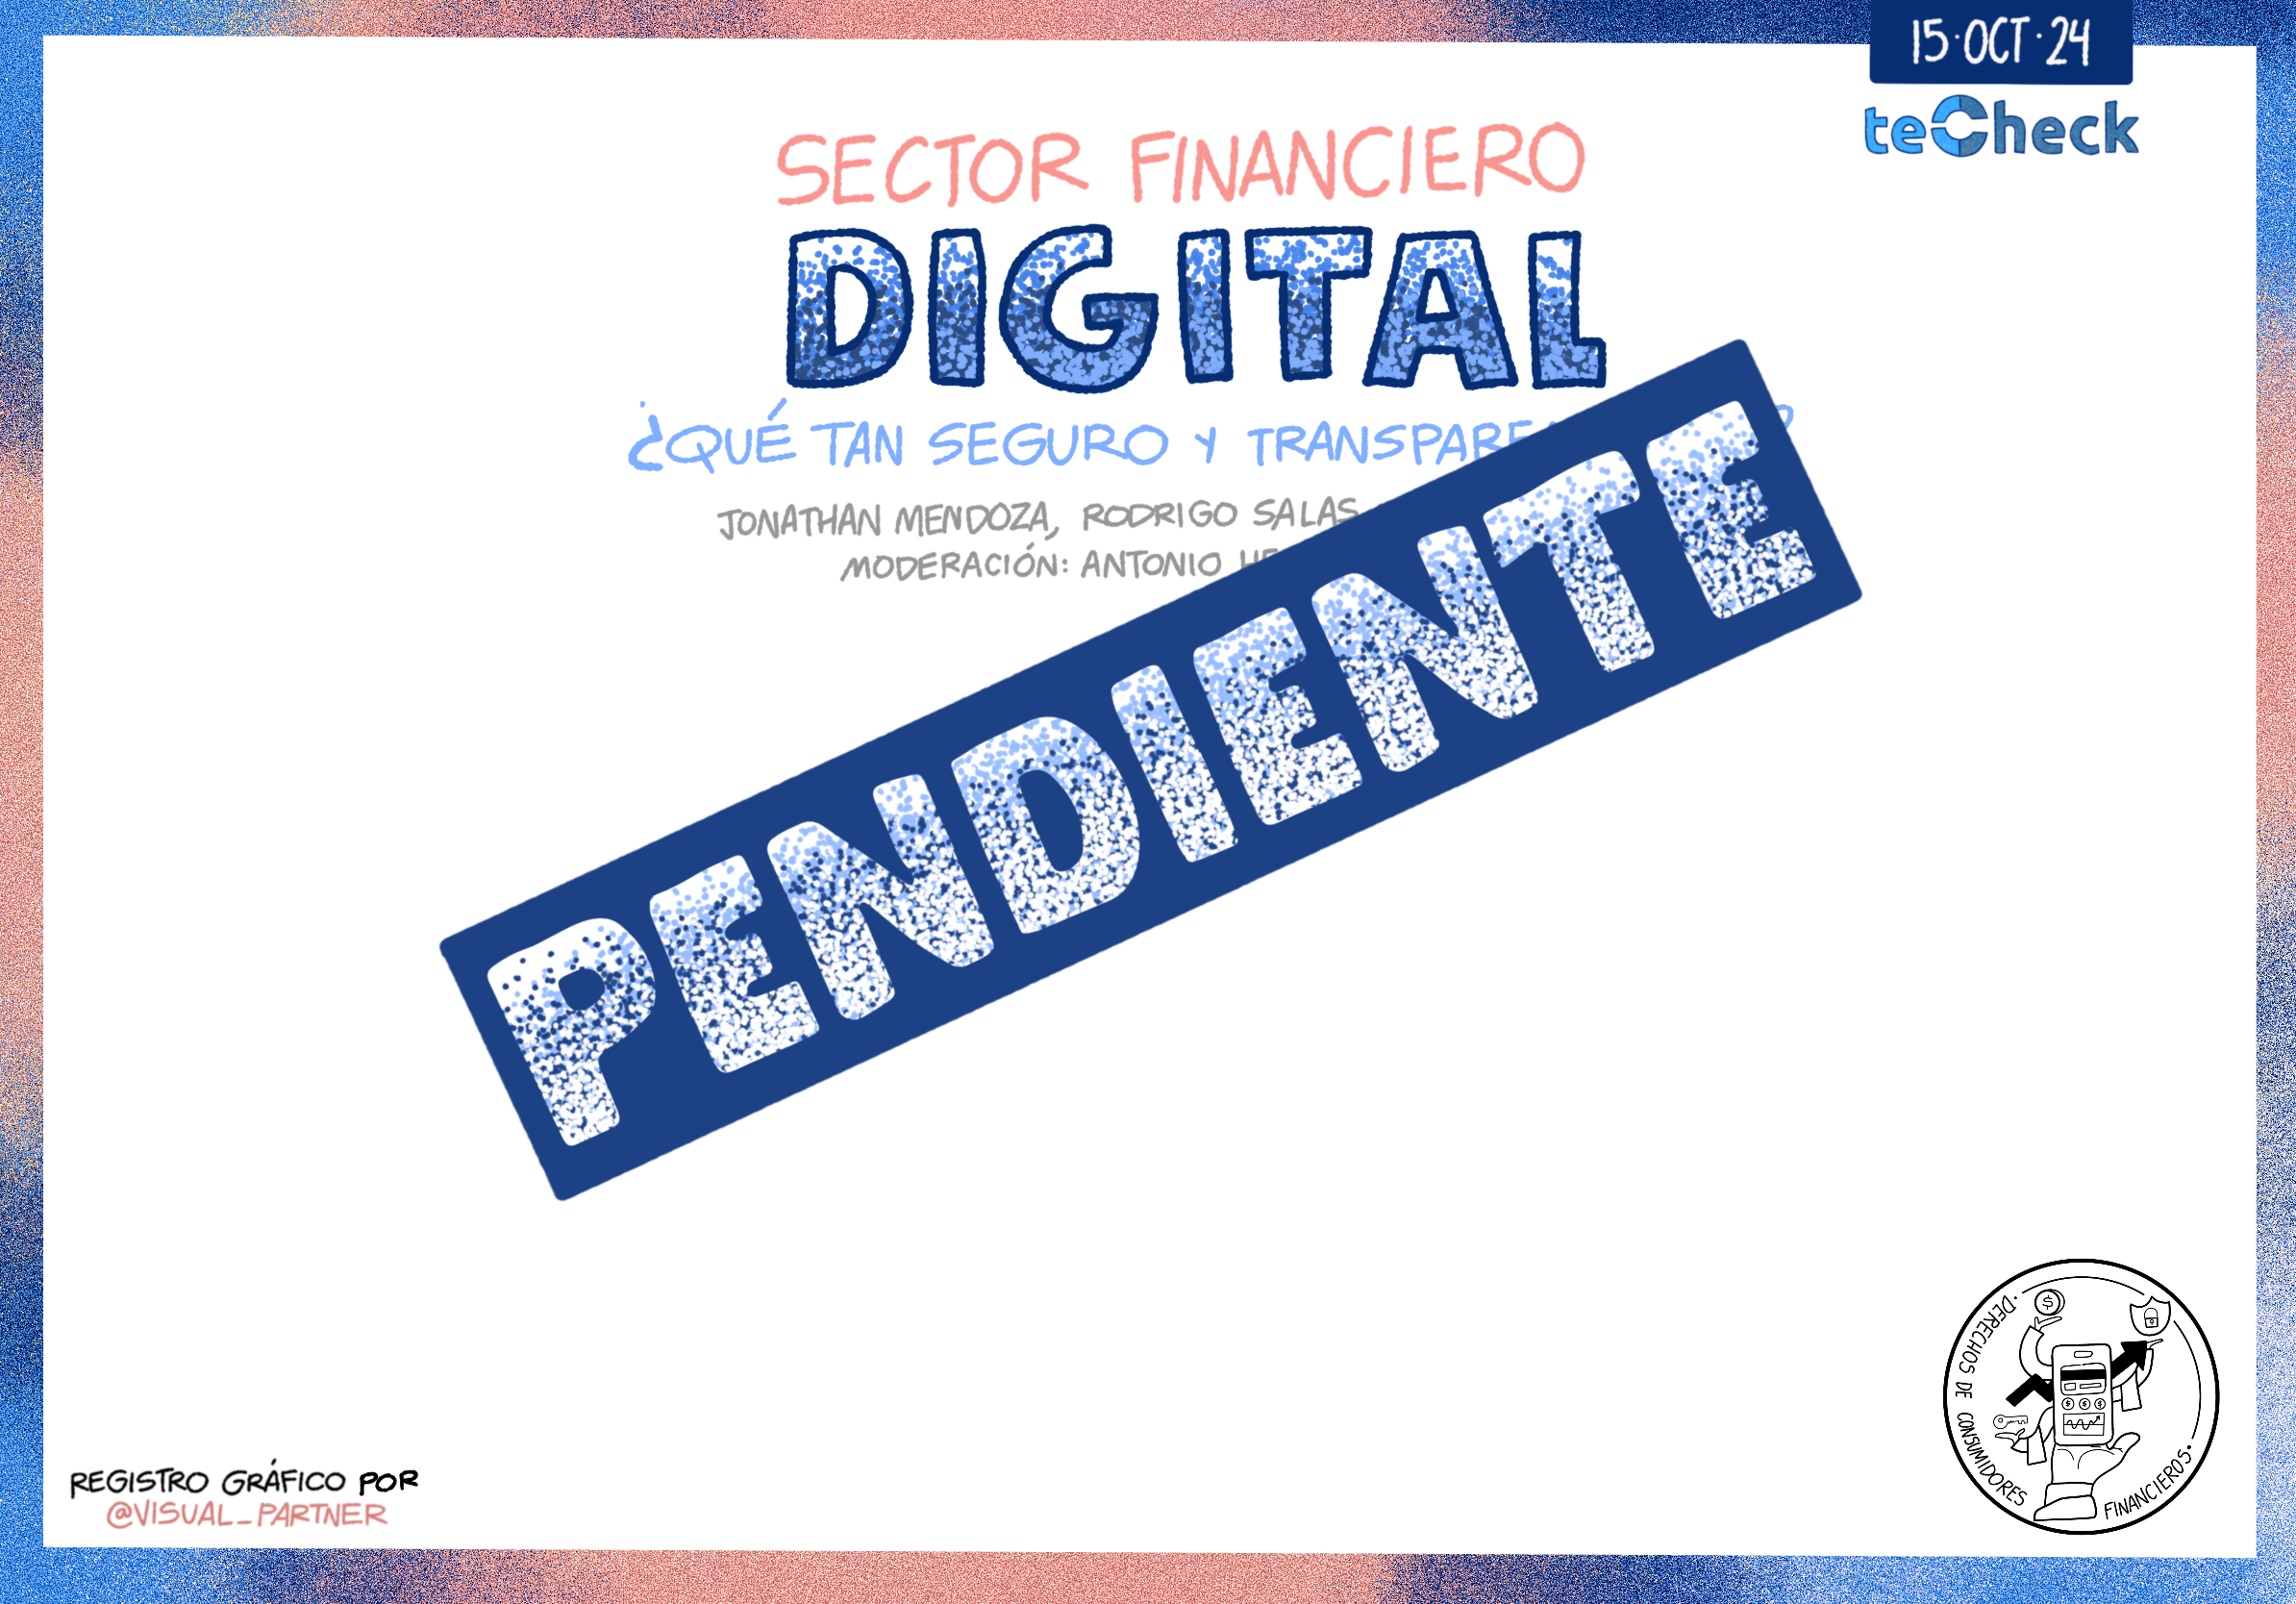 15·OCT·24
teCheck
SECTOR FINANCIERO
DIGITAL
¿QUÉ TAN SEGURO Y
JONATHAN MENDOZA, RODRIGO SALAS
MODERACIÓN: ANTONIO
PENDIENTE
·DERECHOS DE CONSUMIDORES FINANCIEROS·
REGISTRO GRÁFICO POR
@VISUAL_PARTNER